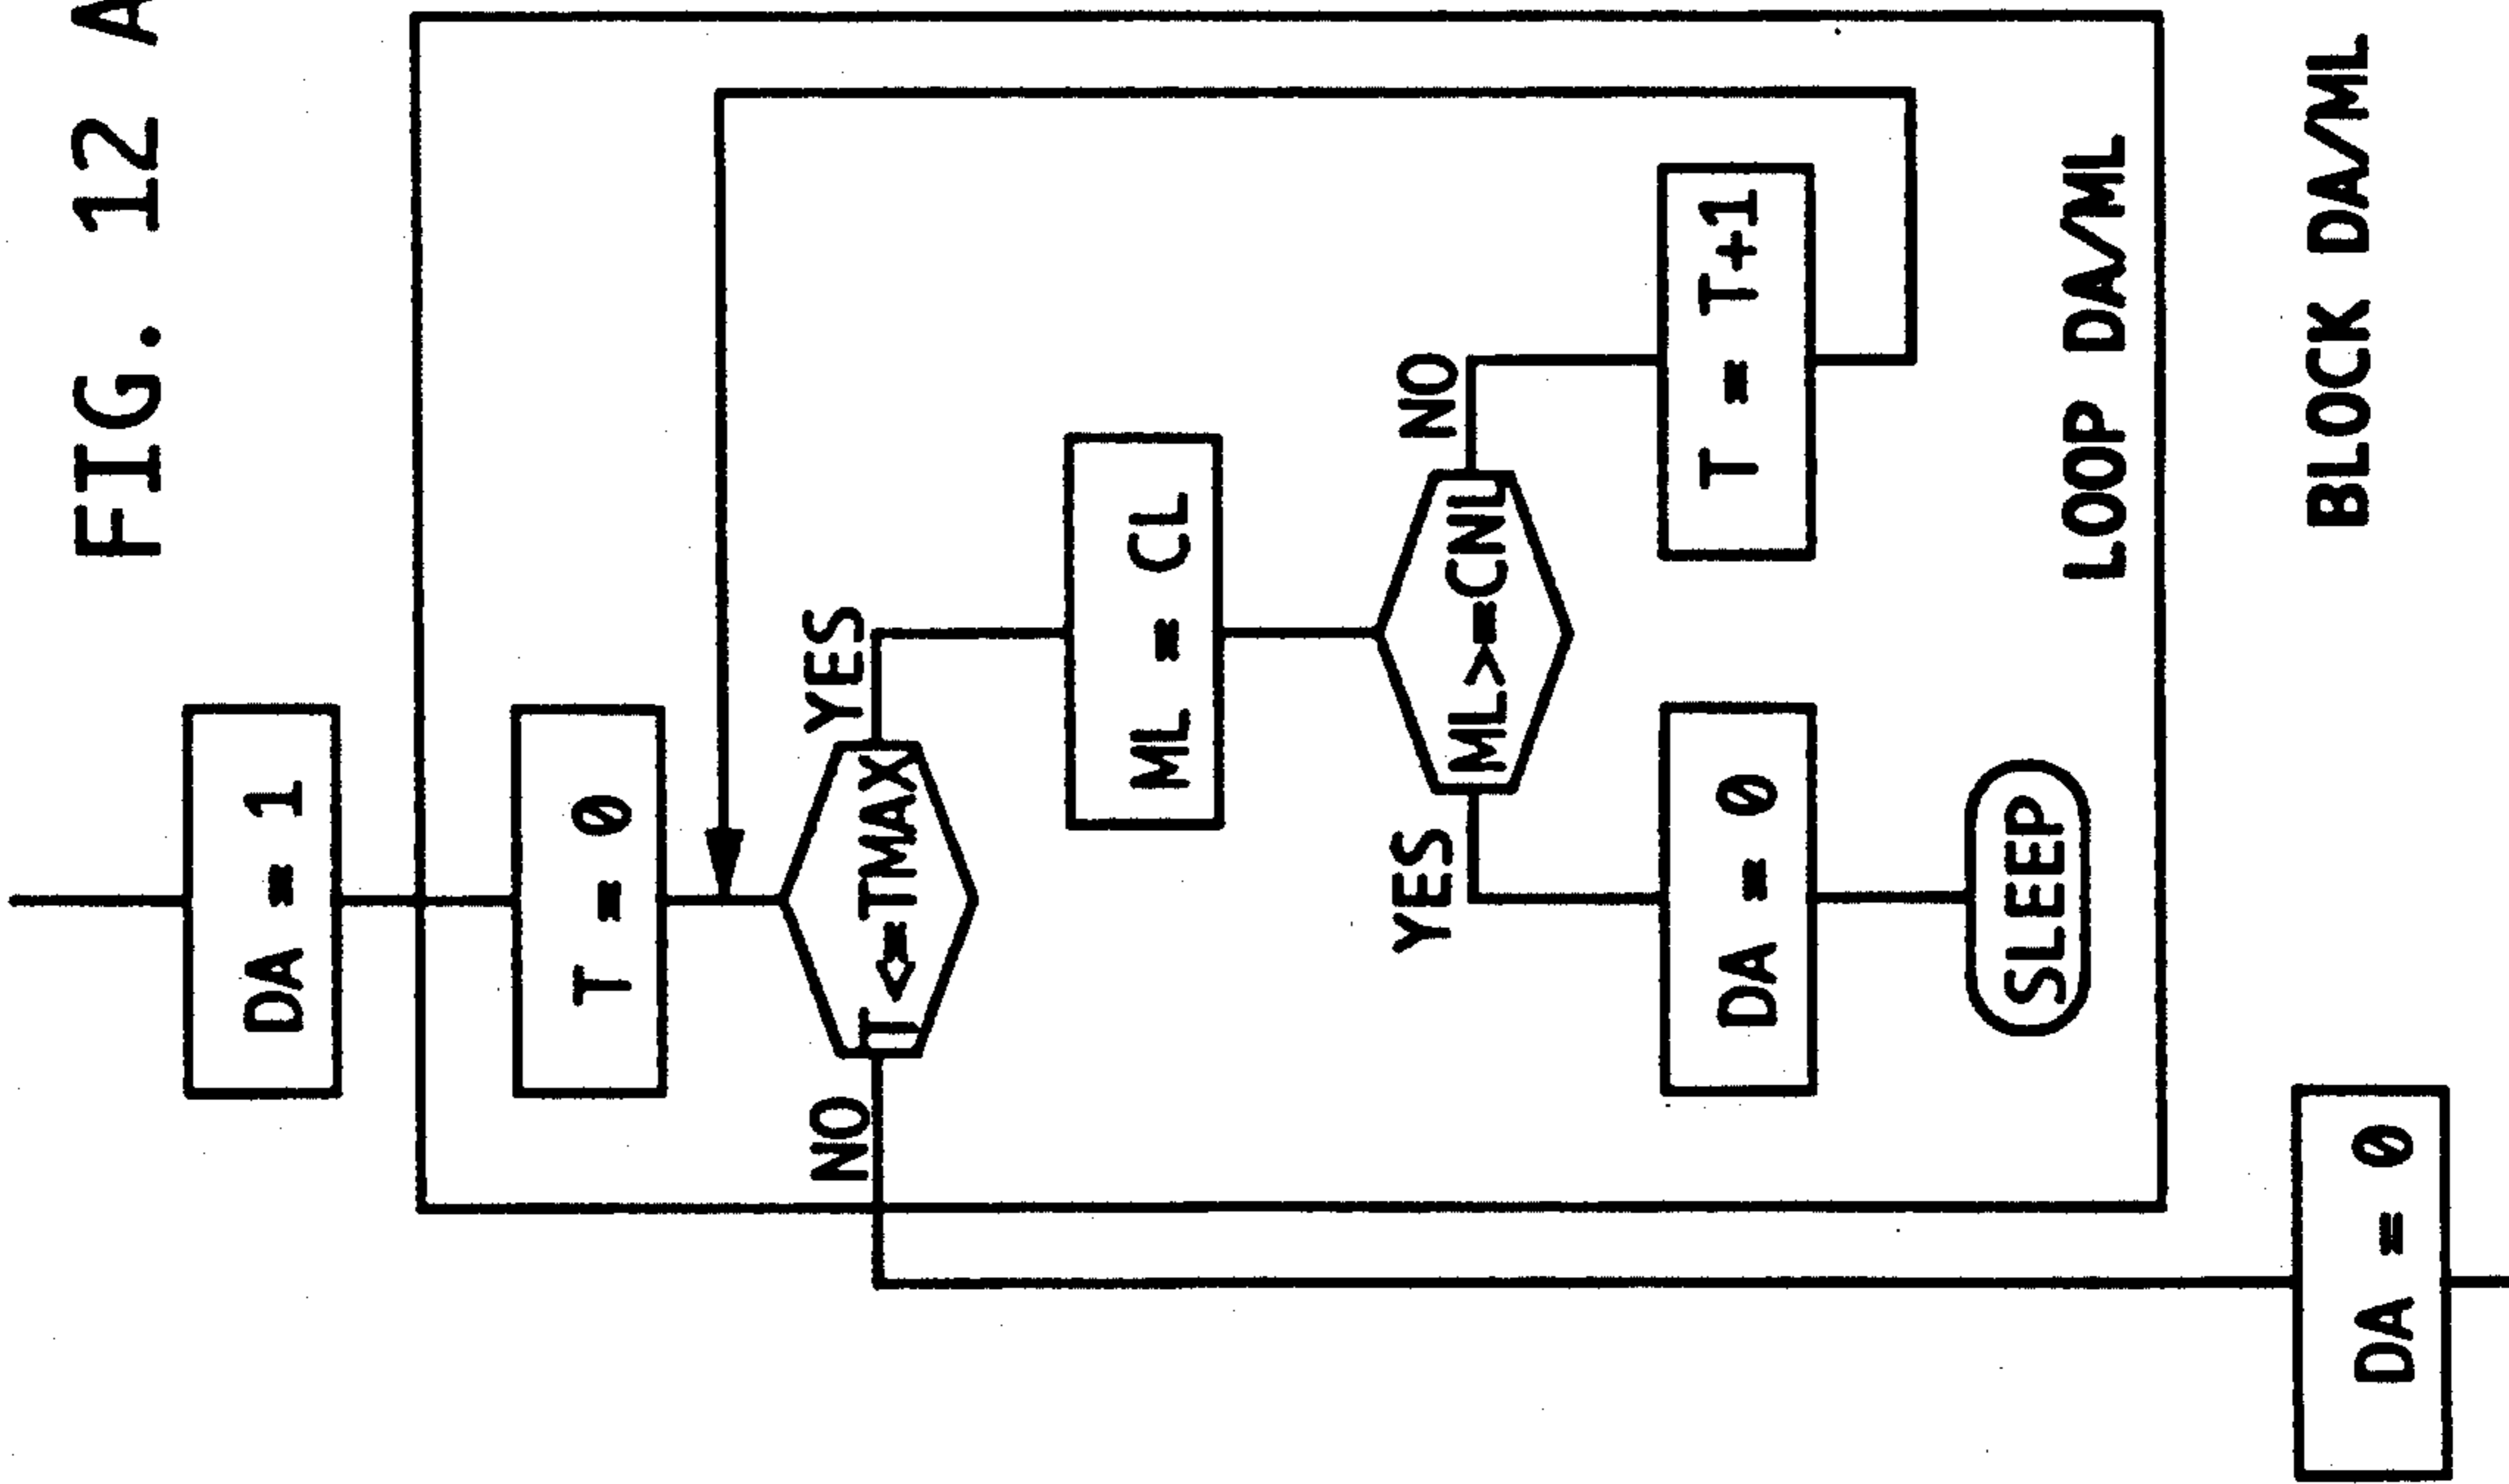 FIG. 12 A
DA = 1
T = 0
T<=TMAX
NO
YES
ML = CL
ML>=CNL
YES
NO
DA = 0
T = T+1
SLEEP
LOOP DA/ML
BLOCK DA/ML
DA = 0